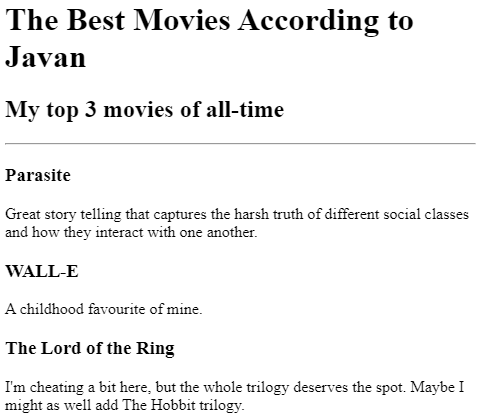 The Best Movies According to
Javan
My top 3 movies of all-time
Parasite
Great story telling that captures the harsh truth of different social classes
and how they interact with one another.
WALL-E
A childhood favourite of mine.
The Lord of the Ring
I'm cheating a bit here, but the whole trilogy deserves the spot. Maybe I
might as well add The Hobbit trilogy.